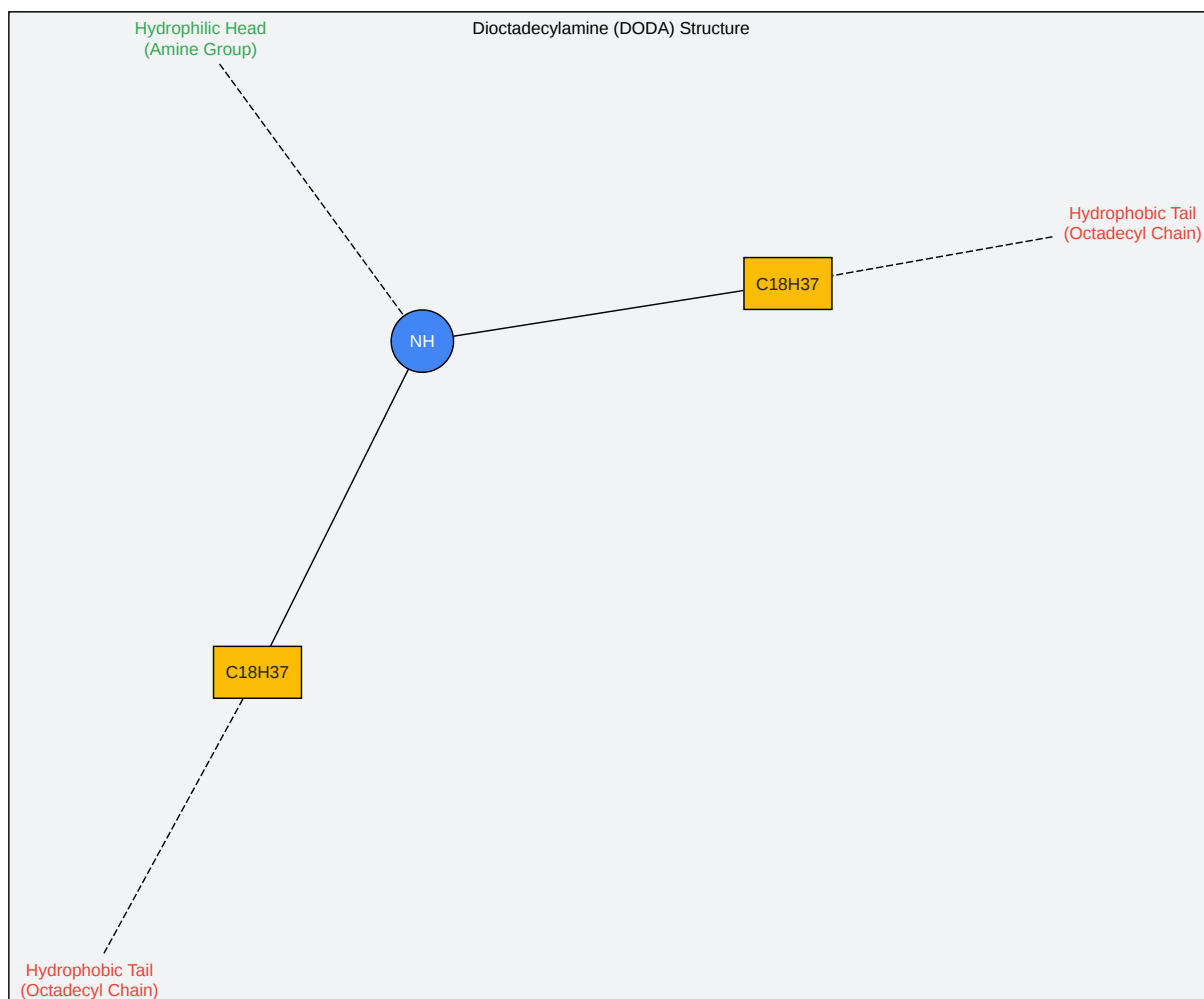 Dioctadecylamine (DODA) Structure
Hydrophilic Head
(Amine Group)
Hydrophobic Tail
(Octadecyl Chain)
C18H37
NH
C18H37
Hydrophobic Tail
(Octadecyl Chain)